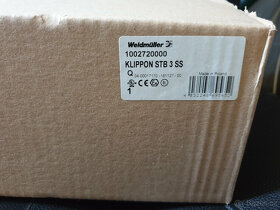 Weidmüller
1002720000
KLIPPON STB 3 SS
Q
Made in Poland
1